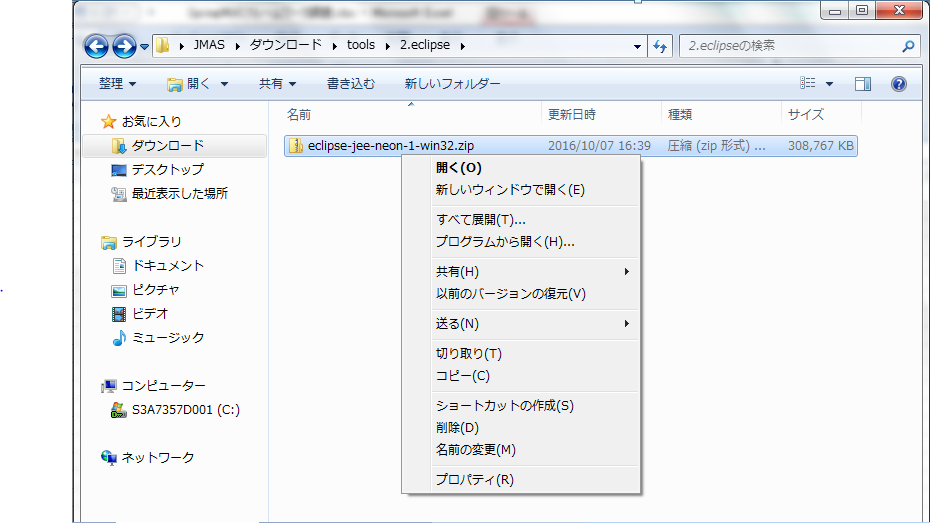 JMAS ダウンロード tools 2.eclipse
2.eclipseの検索
整理 開く 共有 書き込む 新しいフォルダー
名前 更新日時 種類 サイズ
お気に入り
ダウンロード
デスクトップ
最近表示した場所
ライブラリ
ドキュメント
ピクチャ
ビデオ
ミュージック
コンピューター
S3A7357D001 (C:)
ネットワーク
eclipse-jee-neon-1-win32.zip 2016/10/07 16:39 圧縮 (zip 形式) ... 308,767 KB
開く(O)
新しいウィンドウで開く(E)
すべて展開(T)...
プログラムから開く(H)...
共有(H)
以前のバージョンの復元(V)
送る(N)
切り取り(T)
コピー(C)
ショートカットの作成(S)
削除(D)
名前の変更(M)
プロパティ(R)